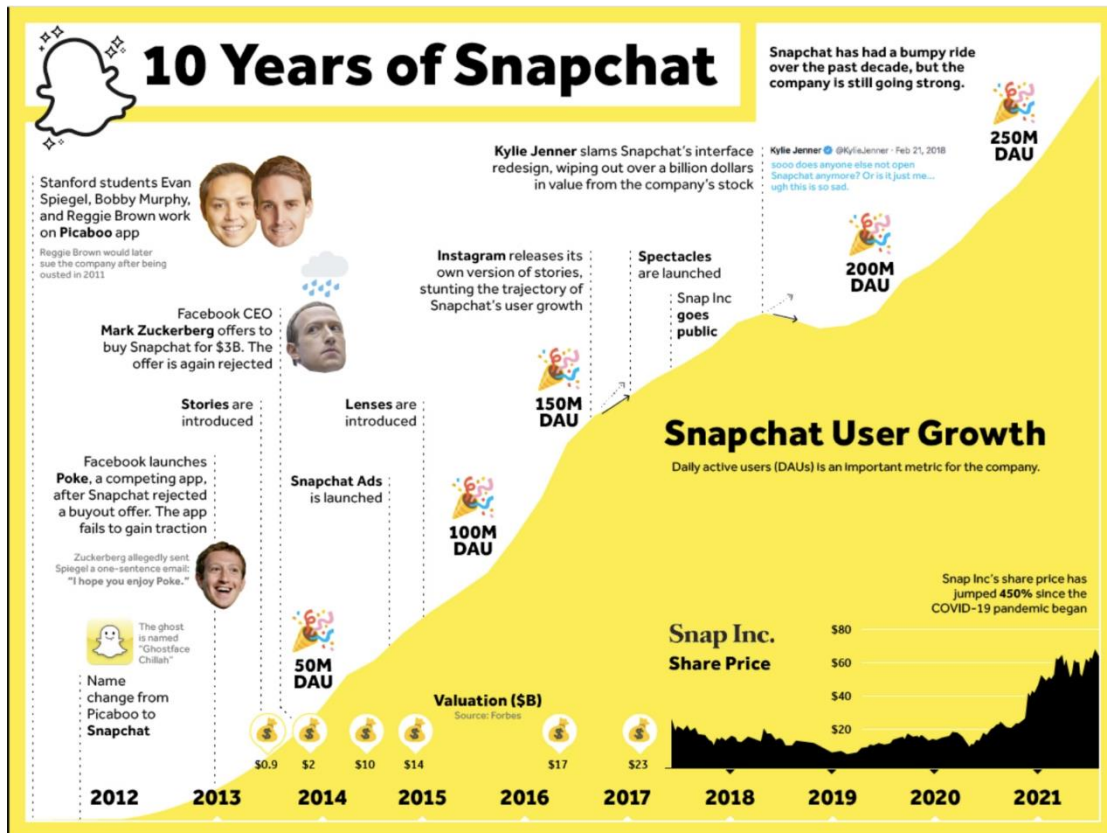 10 Years of Snapchat
Snapchat has had a bumpy ride
over the past decade, but the
company is still going strong.
250M
DAU
Kylie Jenner slams Snapchat's interface
redesign, wiping out over a billion dollars
in value from the company's stock
Kylie Jenner @KylieJenner · Feb 21, 2018
sooo does anyone else not open
Snapchat anymore? Or is it just me...
ugh this is so sad.
Stanford students Evan
Spiegel, Bobby Murphy,
and Reggie Brown work
on Picaboo app
Reggie Brown would later
sue the company after being
ousted in 2011
200M
DAU
Instagram releases its
own version of stories,
stunting the trajectory of
Snapchat's user growth
Spectacles
are launched
Snap Inc
goes
public
Facebook CEO
Mark Zuckerberg offers to
buy Snapchat for $3B. The
offer is again rejected
150M
DAU
Stories are
introduced
Lenses are
introduced
Snapchat User Growth
Daily active users (DAUs) is an important metric for the company.
Facebook launches
Poke, a competing app,
after Snapchat rejected
a buyout offer. The app
fails to gain traction
Snapchat Ads
is launched
100M
DAU
Zuckerberg allegedly sent
Spiegel a one-sentence email:
"I hope you enjoy Poke."
Snap Inc's share price has
jumped 450% since the
COVID-19 pandemic began
The ghost
is named
"Ghostface
Chillah"
50M
DAU
Snap Inc.
Share Price
$80
$60
$40
$20
Name
change from
Picaboo to
Snapchat
Valuation ($B)
Source: Forbes
$0.9
$2
$10
$14
$17
$23
2012
2013
2014
2015
2016
2017
2018
2019
2020
2021